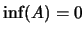 inf(A) = 0